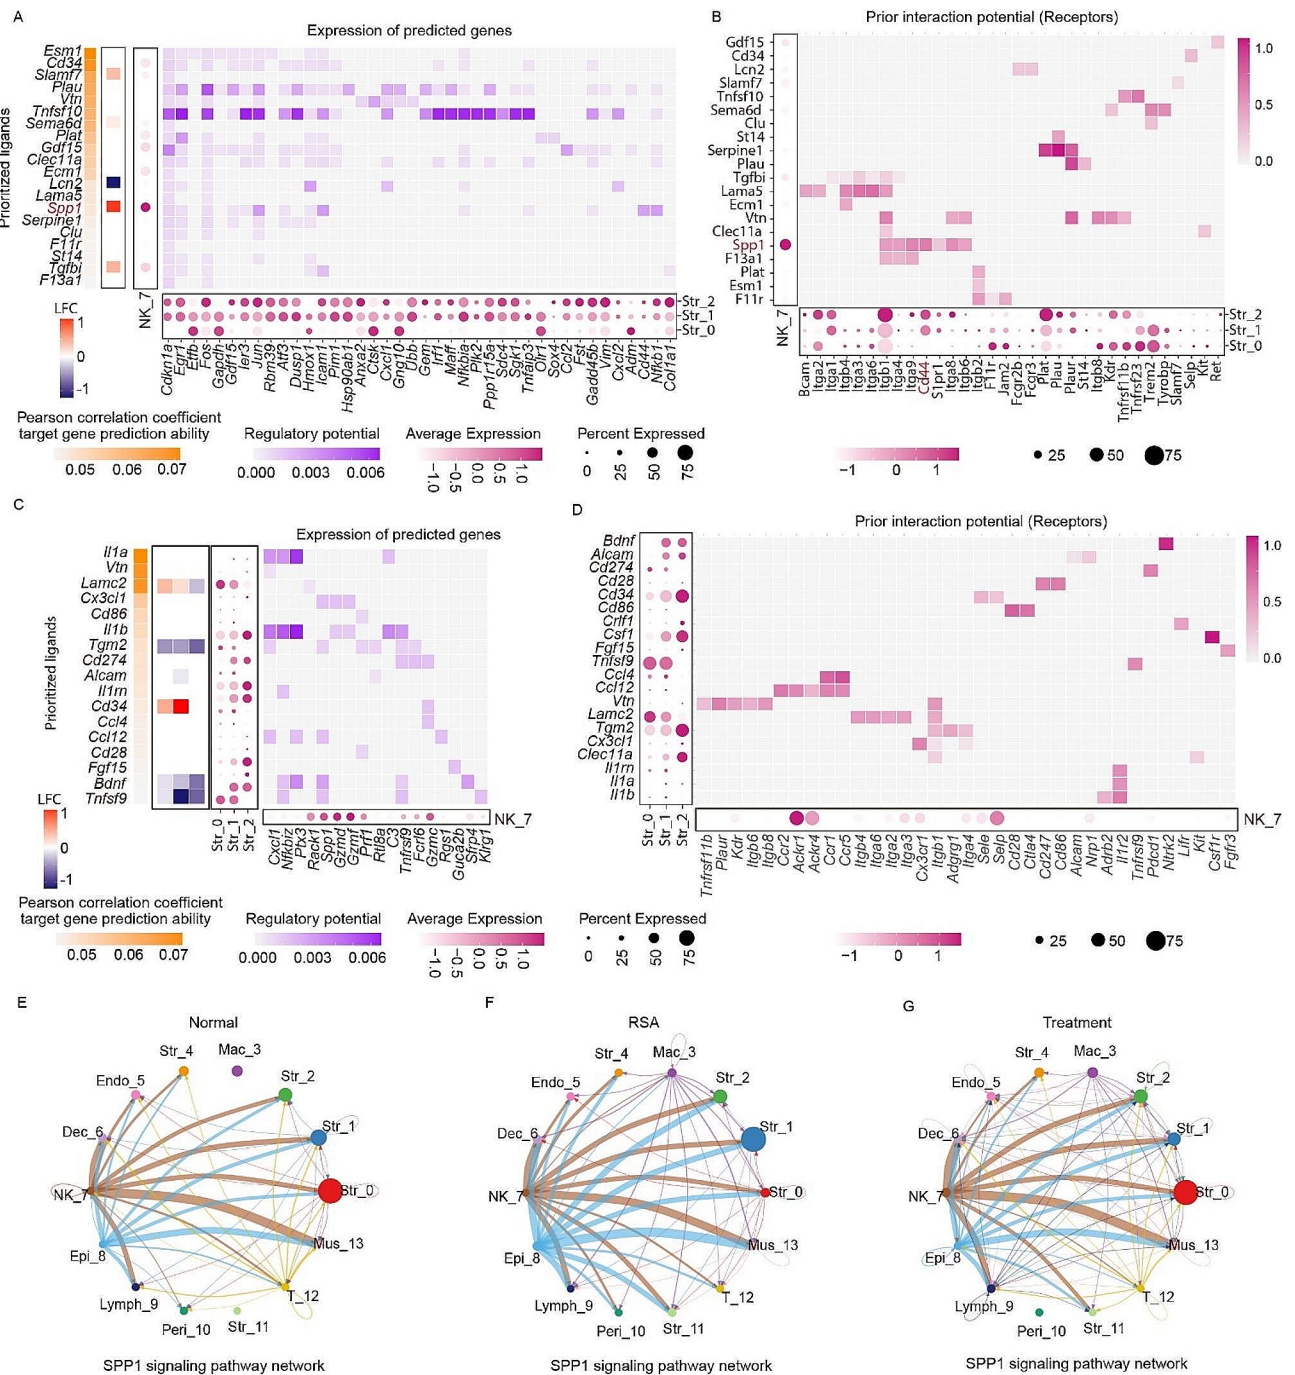 A
Expression of predicted genes
Prioritized ligands
Esm1
Cd34
Slamf7
Plau
Vtn
Tnfsf10
Sema6d
Plat
Gdf15
Clec11a
Ecm1
Lcn2
Lama5
Spp1
Serpine1
Clu
F11r
St14
Tgfbi
F13a1
LFC
1
0
-1
NK_7
Str_2
Str_1
Str_0
Cdkn1a
Egr1
Fos
Gapdh
Gdf15
Ier3
Jun
Rbm39
Atf3
Dusp1
Hmox1
Icam1
Pim1
Hsp90ab1
Anxa2
Ctsk
Cxcl1
Gng10
Ubb
Gem
Irf1
Maff
Nfkbia
Plk2
Ppp1r15a
Sdc4
Sgk1
Tnfaip3
Olr1
Sox4
Ccl2
Fst
Gadd45b
Vim
Cxcl2
Adm
Cd44
Nfkb1
Col1a1
Pearson correlation coefficient
target gene prediction ability
0.05 0.06 0.07
Regulatory potential
0.000 0.003 0.006
Average Expression
-1.0 -0.5 0.0 0.5 1.0
Percent Expressed
0 25 50 75
B
Prior interaction potential (Receptors)
Gdf15
Cd34
Lcn2
Slamf7
Tnfsf10
Sema6d
Clu
St14
Serpine1
Plau
Tgfbi
Lama5
Ecm1
Vtn
Clec11a
Spp1
F13a1
Plat
Esm1
F11r
1.0
0.5
0.0
NK_7
Str_2
Str_1
Str_0
Bcam
Itga2
Itga1
Itgb4
Itga3
Itga6
Itgb1
Itga4
Itga9
Cd44
S1pr1
Itga8
Itgb6
Itgb2
F11r
Jam2
Fcgr2b
Fcgr3
Plat
Plau
Plaur
St14
Itgb8
Kdr
Tnfrsf11b
Tnfrsf23
Trem2
Tyrobp
Slamf7
Selp
Kit
Ret
−1 0 1
25 50 75
C
Expression of predicted genes
Prioritized ligands
Il1a
Vtn
Lamc2
Cx3cl1
Cd86
Il1b
Tgm2
Cd274
Alcam
Il1rn
Cd34
Ccl4
Ccl12
Cd28
Fgf15
Bdnf
Tnfsf9
LFC
1
0
-1
Str_0
Str_1
Str_2
NK_7
Cxcl1
Nfkbiz
Ptx3
Rack1
Spp1
Gzmd
Gzmf
Prf1
Rtl8a
C3
Tnfrsf9
Fcrl6
Gzmc
Rgs1
Guca2b
Sfrp4
Klrg1
Pearson correlation coefficient
target gene prediction ability
0.05 0.06 0.07
Regulatory potential
0.000 0.003 0.006
Average Expression
-1.0 -0.5 0.0 0.5 1.0
Percent Expressed
0 25 50 75
D
Prior interaction potential (Receptors)
Bdnf
Alcam
Cd274
Cd28
Cd34
Cd86
Crlf1
Csf1
Fgf15
Tnfsf9
Ccl4
Ccl12
Vtn
Lamc2
Tgm2
Cx3cl1
Clec11a
Il1rn
Il1a
Il1b
1.0
0.5
0.0
Str_0
Str_1
Str_2
NK_7
Tnfrsf11b
Plaur
Kdr
Itgb6
Itgb8
Ccr2
Ackr1
Ackr4
Ccr1
Ccr5
Itgb4
Itga6
Itga2
Itga3
Cx3cr1
Itgb1
Adgrg1
Itga4
Sele
Selp
Cd28
Ctla4
Cd247
Cd86
Alcam
Nrp1
Adrb2
Il1r2
Tnfrsf9
Pdcd1
Ntrk2
Lifr
Kit
Csf1r
Fgfr3
−1 0 1
25 50 75
E
Normal
Str_4
Mac_3
Str_2
Endo_5
Str_1
Dec_6
NK_7
Str_0
Epi_8
Mus_13
Lymph_9
T_12
Peri_10
Str_11
SPP1 signaling pathway network
F
RSA
Str_4
Mac_3
Str_2
Endo_5
Str_1
Dec_6
NK_7
Str_0
Epi_8
Mus_13
Lymph_9
T_12
Peri_10
Str_11
SPP1 signaling pathway network
G
Treatment
Str_4
Mac_3
Str_2
Endo_5
Str_1
Dec_6
NK_7
Str_0
Epi_8
Mus_13
Lymph_9
T_12
Peri_10
Str_11
SPP1 signaling pathway network